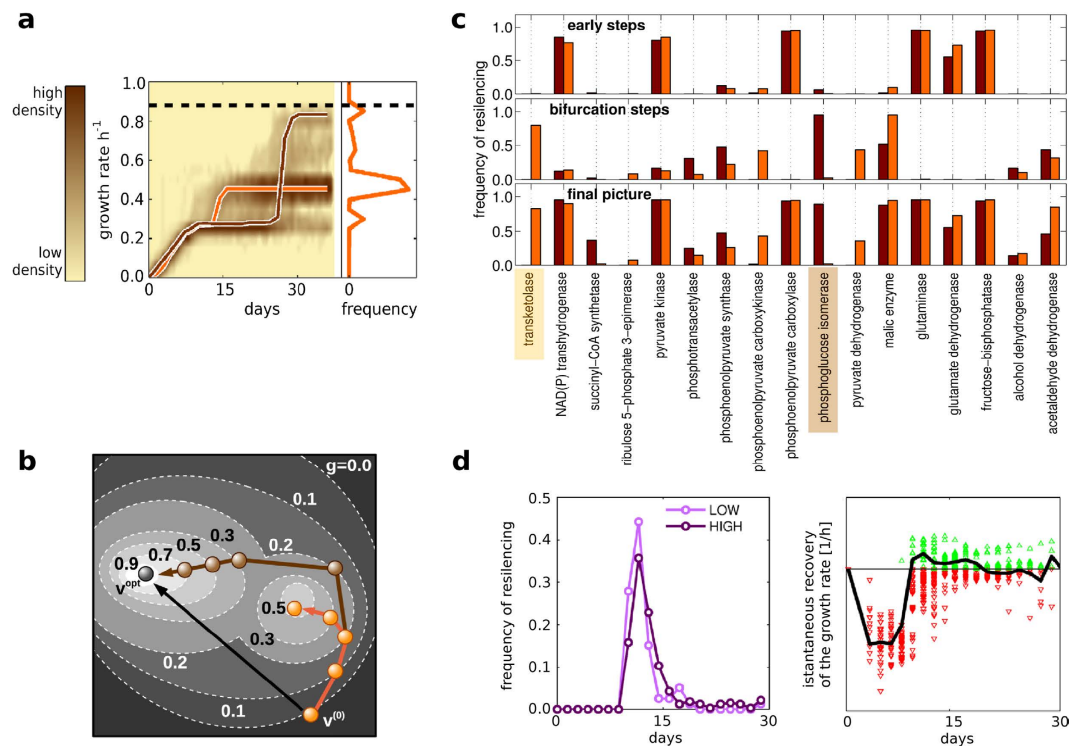 a
high
density
low
density
growth rate h⁻¹
1.0
0.8
0.6
0.4
0.2
0.0
0
15
30
days
0
frequency
c
frequency of resilencing
early steps
bifurcation steps
final picture
transketolase
NAD(P) transhydrogenase
succinyl−CoA synthetase
ribulose 5−phosphate 3−epimerase
pyruvate kinase
phosphotransacetylase
phosphoenolpyruvate synthase
phosphoenolpyruvate carboxykinase
phosphoenolpyruvate carboxylase
phosphoglucose isomerase
pyruvate dehydrogenase
malic enzyme
glutaminase
glutamate dehydrogenase
fructose−bisphosphatase
alcohol dehydrogenase
acetaldehyde dehydrogenase
b
g=0.0
0.1
0.2
0.3
0.5
0.7
0.9
v^opt
0.5
0.3
0.2
0.1
v^(0)
d
frequency of resilencing
0.5
0.4
0.3
0.2
0.1
0.0
LOW
HIGH
0
15
30
days
istantaneous recovery
of the growth rate [1/h]
0
15
30
days